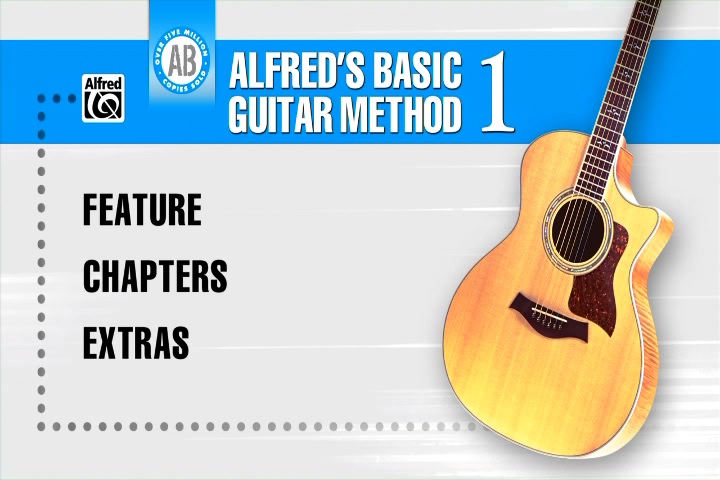 OVER FIVE MILLION
AB
COPIES SOLD
Alfred
ALFRED'S BASIC
GUITAR METHOD 1
FEATURE
CHAPTERS
EXTRAS